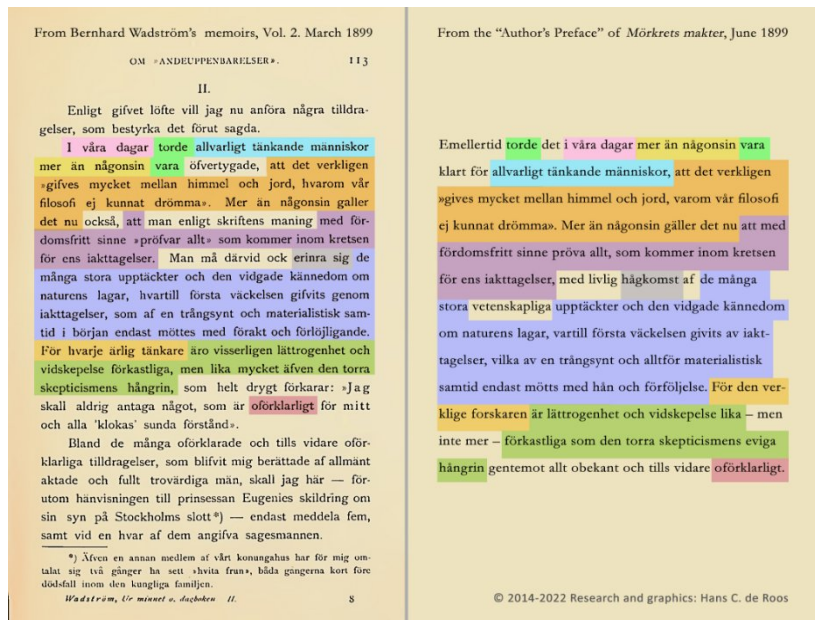 From Bernhard Wadström's memoirs, Vol. 2. March 1899
OM »ANDEUPPENBARELSER». 113
II.
Enligt gifvet löfte vill jag nu anföra några tilldra-
gelser, som bestyrka det förut sagda.
I våra dagar torde allvarligt tänkande människor
mer än någonsin vara öfvertygade, att det verkligen
»gifves mycket mellan himmel och jord, hvarom vår
filosofi ej kunnat drömma». Mer än någonsin galler
det nu också, att man enligt skriftens maning med för-
domsfritt sinne »pröfvar allt» som kommer inom kretsen
för ens iakttagelser. Man må därvid ock erinra sig de
många stora upptäckter och den vidgade kännedom om
naturens lagar, hvartill första väckelsen gifvits genom
iakttagelser, som af en trångsynt och materialistisk sam-
tid i början endast möttes med förakt och förlöjligande.
För hvarje ärlig tänkare äro visserligen lättrogenhet och
vidskepelse förkastliga, men lika mycket äfven den torra
skepticismens hångrin, som helt drygt förkarar: »Jag
skall aldrig antaga något, som är oförklarligt för mitt
och alla 'klokas' sunda förstånd».
Bland de många oförklarade och tills vidare oför-
klarliga tilldragelser, som blifvit mig berättade af allmänt
aktade och fullt trovärdiga män, skall jag här — för-
utom hänvisningen till prinsessan Eugenies skildring om
sin syn på Stockholms slott*) — endast meddela fem,
samt vid en hvar af dem angifva sagesmannen.
*) Äfven en annan medlem af vårt konungahus har för mig om-
talat sig två gånger ha sett »hvita frun», båda gångerna kort före
dödsfall inom den kungliga familjen.
Wadström, Ur minnet o. dagboken II. 8
From the “Author’s Preface” of Mörkrets makter, June 1899
Emellertid torde det i våra dagar mer än någonsin vara
klart för allvarligt tänkande människor, att det verkligen
»gives mycket mellan himmel och jord, varom vår filosofi
ej kunnat drömma». Mer än någonsin gäller det nu att med
fördomsfritt sinne pröva allt, som kommer inom kretsen
för ens iakttagelser, med livlig hågkomst af de många
stora vetenskapliga upptäckter och den vidgade kännedom
om naturens lagar, vartill första väckelsen givits av iakt-
tagelser, vilka av en trångsynt och alltför materialistisk
samtid endast mötts med hån och förföljelse. För den ver-
klige forskaren är lättrogenhet och vidskepelse lika – men
inte mer – förkastliga som den torra skepticismens eviga
hångrin gentemot allt obekant och tills vidare oförklarligt.
© 2014-2022 Research and graphics: Hans C. de Roos